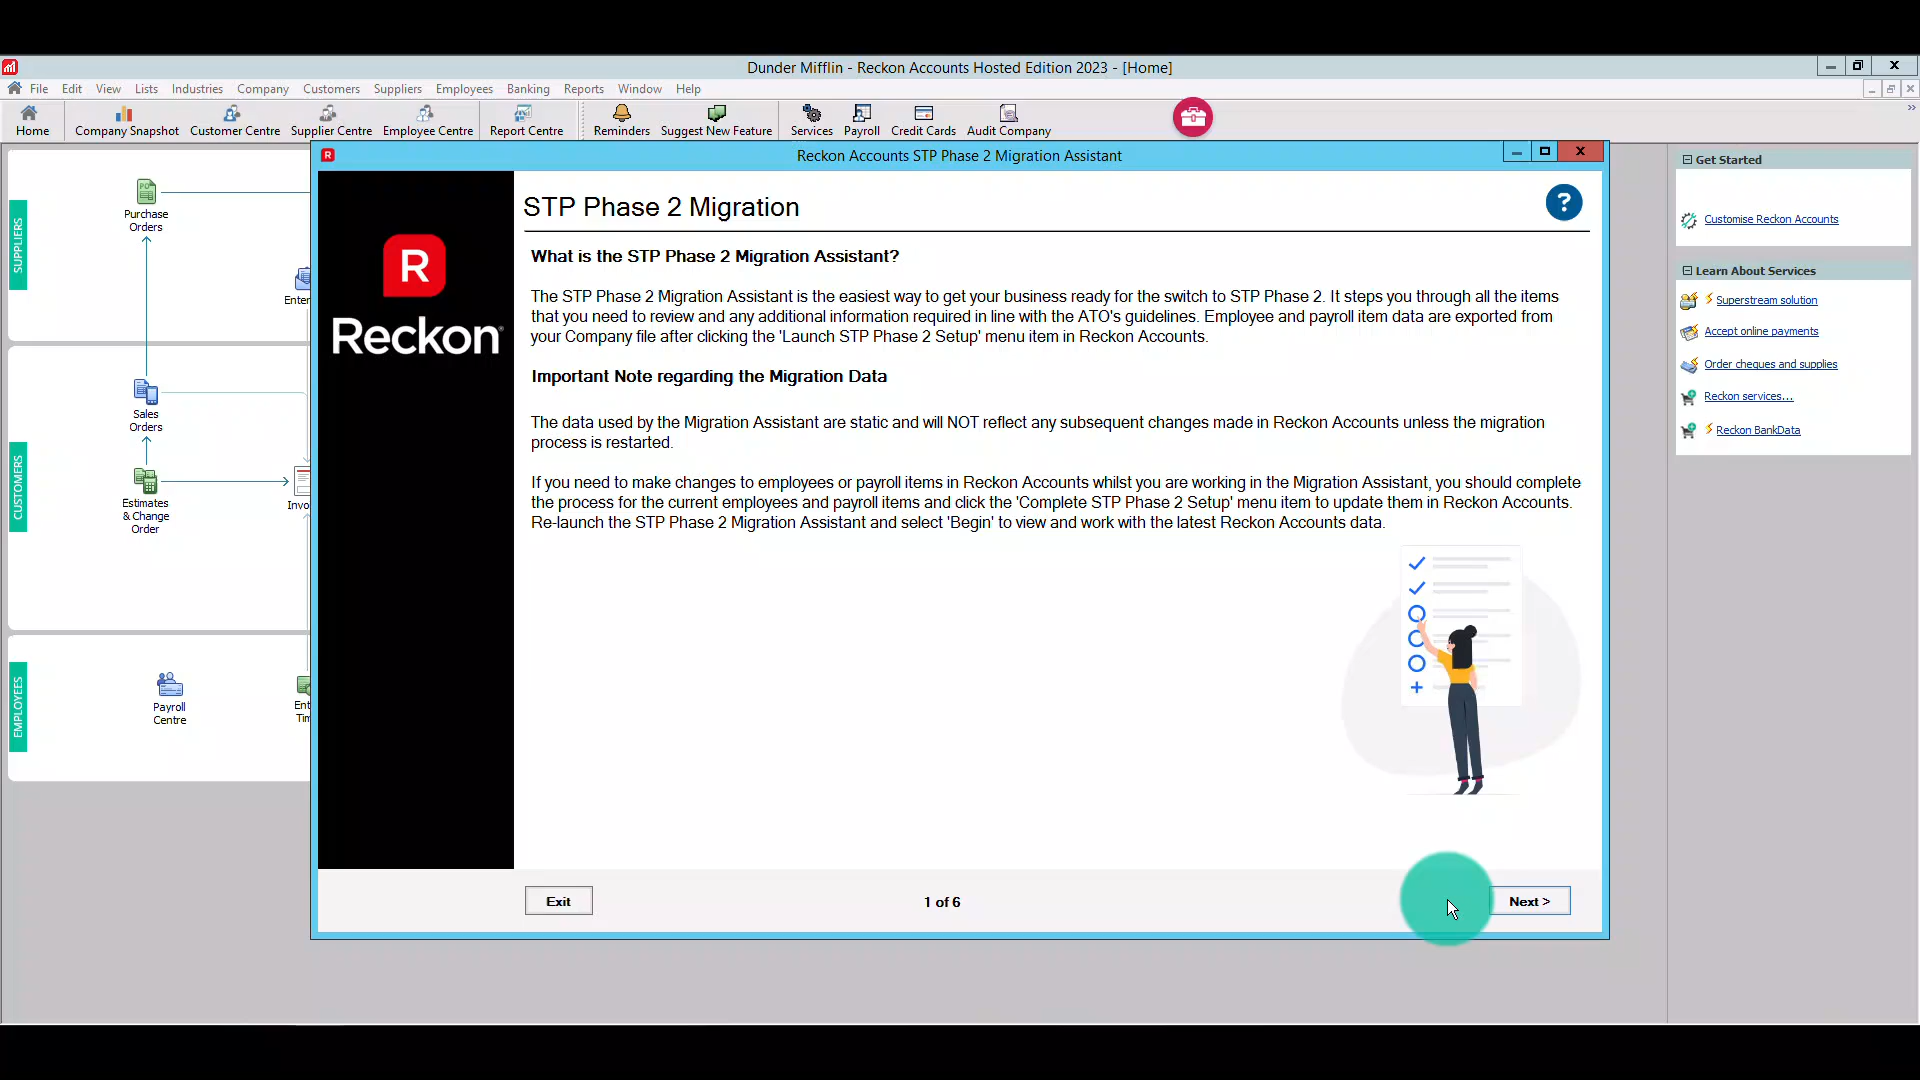 Dunder Mifflin - Reckon Accounts Hosted Edition 2023 - [Home]
File Edit View Lists Industries Company Customers Suppliers Employees Banking Reports Window Help
Home Company Snapshot Customer Centre Supplier Centre Employee Centre Report Centre Reminders Suggest New Feature Services Payroll Credit Cards Audit Company
Reckon Accounts STP Phase 2 Migration Assistant
R
Reckon
STP Phase 2 Migration
?
What is the STP Phase 2 Migration Assistant?
The STP Phase 2 Migration Assistant is the easiest way to get your business ready for the switch to STP Phase 2. It steps you through all the items
that you need to review and any additional information required in line with the ATO's guidelines. Employee and payroll item data are exported from
your Company file after clicking the 'Launch STP Phase 2 Setup' menu item in Reckon Accounts.
Important Note regarding the Migration Data
The data used by the Migration Assistant are static and will NOT reflect any subsequent changes made in Reckon Accounts unless the migration
process is restarted.
If you need to make changes to employees or payroll items in Reckon Accounts whilst you are working in the Migration Assistant, you should complete
the process for the current employees and payroll items and click the 'Complete STP Phase 2 Setup' menu item to update them in Reckon Accounts.
Re-launch the STP Phase 2 Migration Assistant and select 'Begin' to view and work with the latest Reckon Accounts data.
Exit
1 of 6
Next >
SUPPLIERS
Purchase
Orders
Enter
CUSTOMERS
Sales
Orders
Estimates
& Change
Order
Invo
EMPLOYEES
Payroll
Centre
Ent
Tim
Get Started
Customise Reckon Accounts
Learn About Services
Superstream solution
Accept online payments
Order cheques and supplies
Reckon services...
Reckon BankData